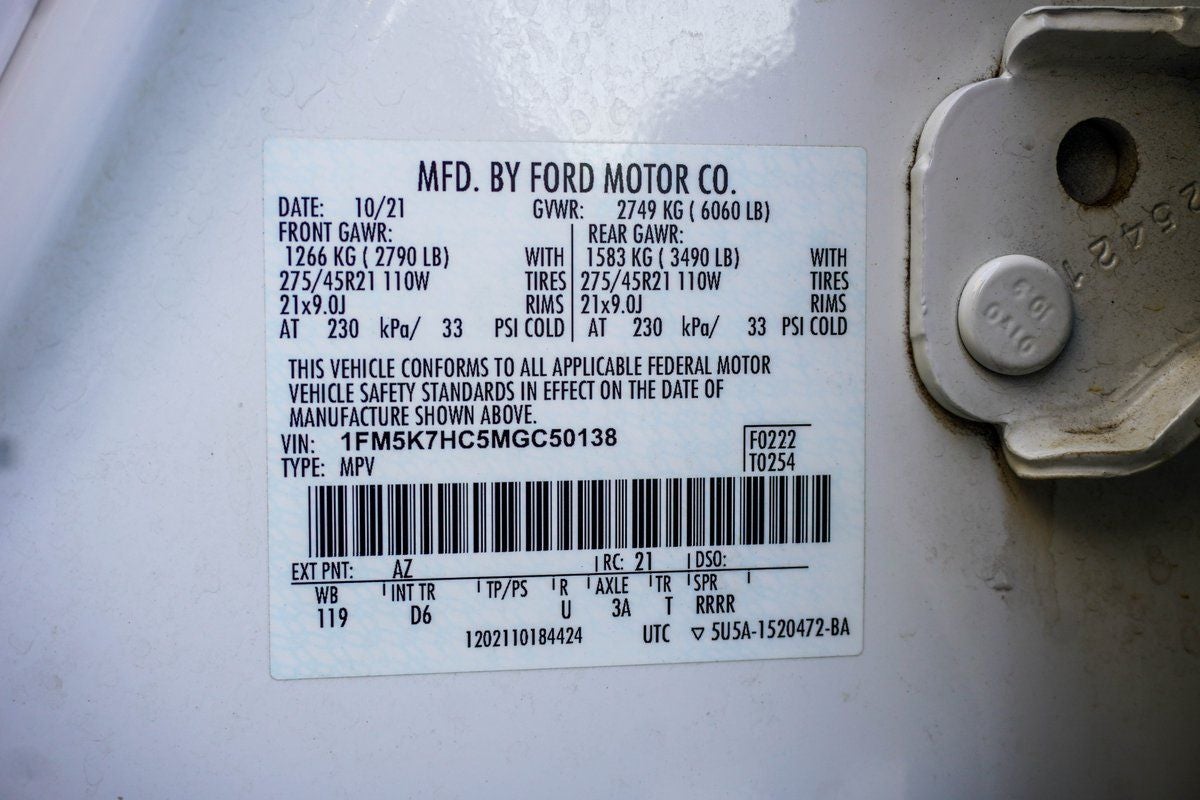 MFD. BY FORD MOTOR CO.
DATE: 10/21 GVWR: 2749 KG ( 6060 LB)
FRONT GAWR: REAR GAWR:
1266 KG ( 2790 LB) WITH 1583 KG ( 3490 LB) WITH
275/45R21 110W TIRES 275/45R21 110W TIRES
21x9.0J RIMS 21x9.0J RIMS
AT 230 kPa/ 33 PSI COLD AT 230 kPa/ 33 PSI COLD
THIS VEHICLE CONFORMS TO ALL APPLICABLE FEDERAL MOTOR
VEHICLE SAFETY STANDARDS IN EFFECT ON THE DATE OF
MANUFACTURE SHOWN ABOVE.
VIN: 1FM5K7HC5MGC50138 F0222
TYPE: MPV T0254
EXT PNT: AZ RC: 21 DSO:
WB INT TR TP/PS R AXLE TR SPR
119 D6 U 3A T RRRR
1202110184424 UTC ▽ 5U5A-1520472-BA
10.9